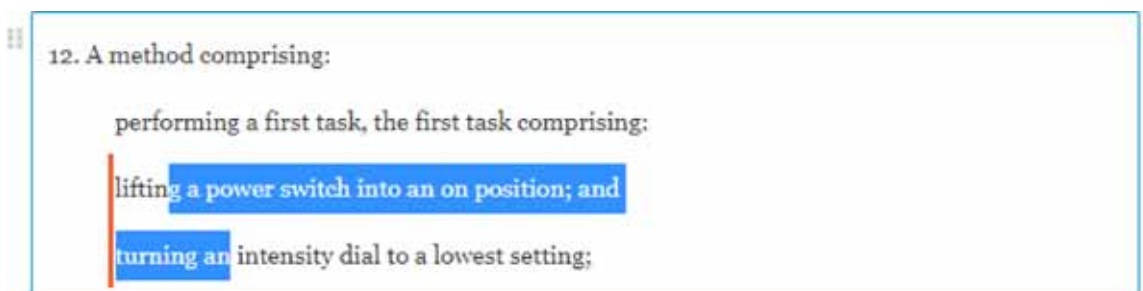 12. A method comprising:
performing a first task, the first task comprising:
lifting a power switch into an on position; and
turning an intensity dial to a lowest setting;